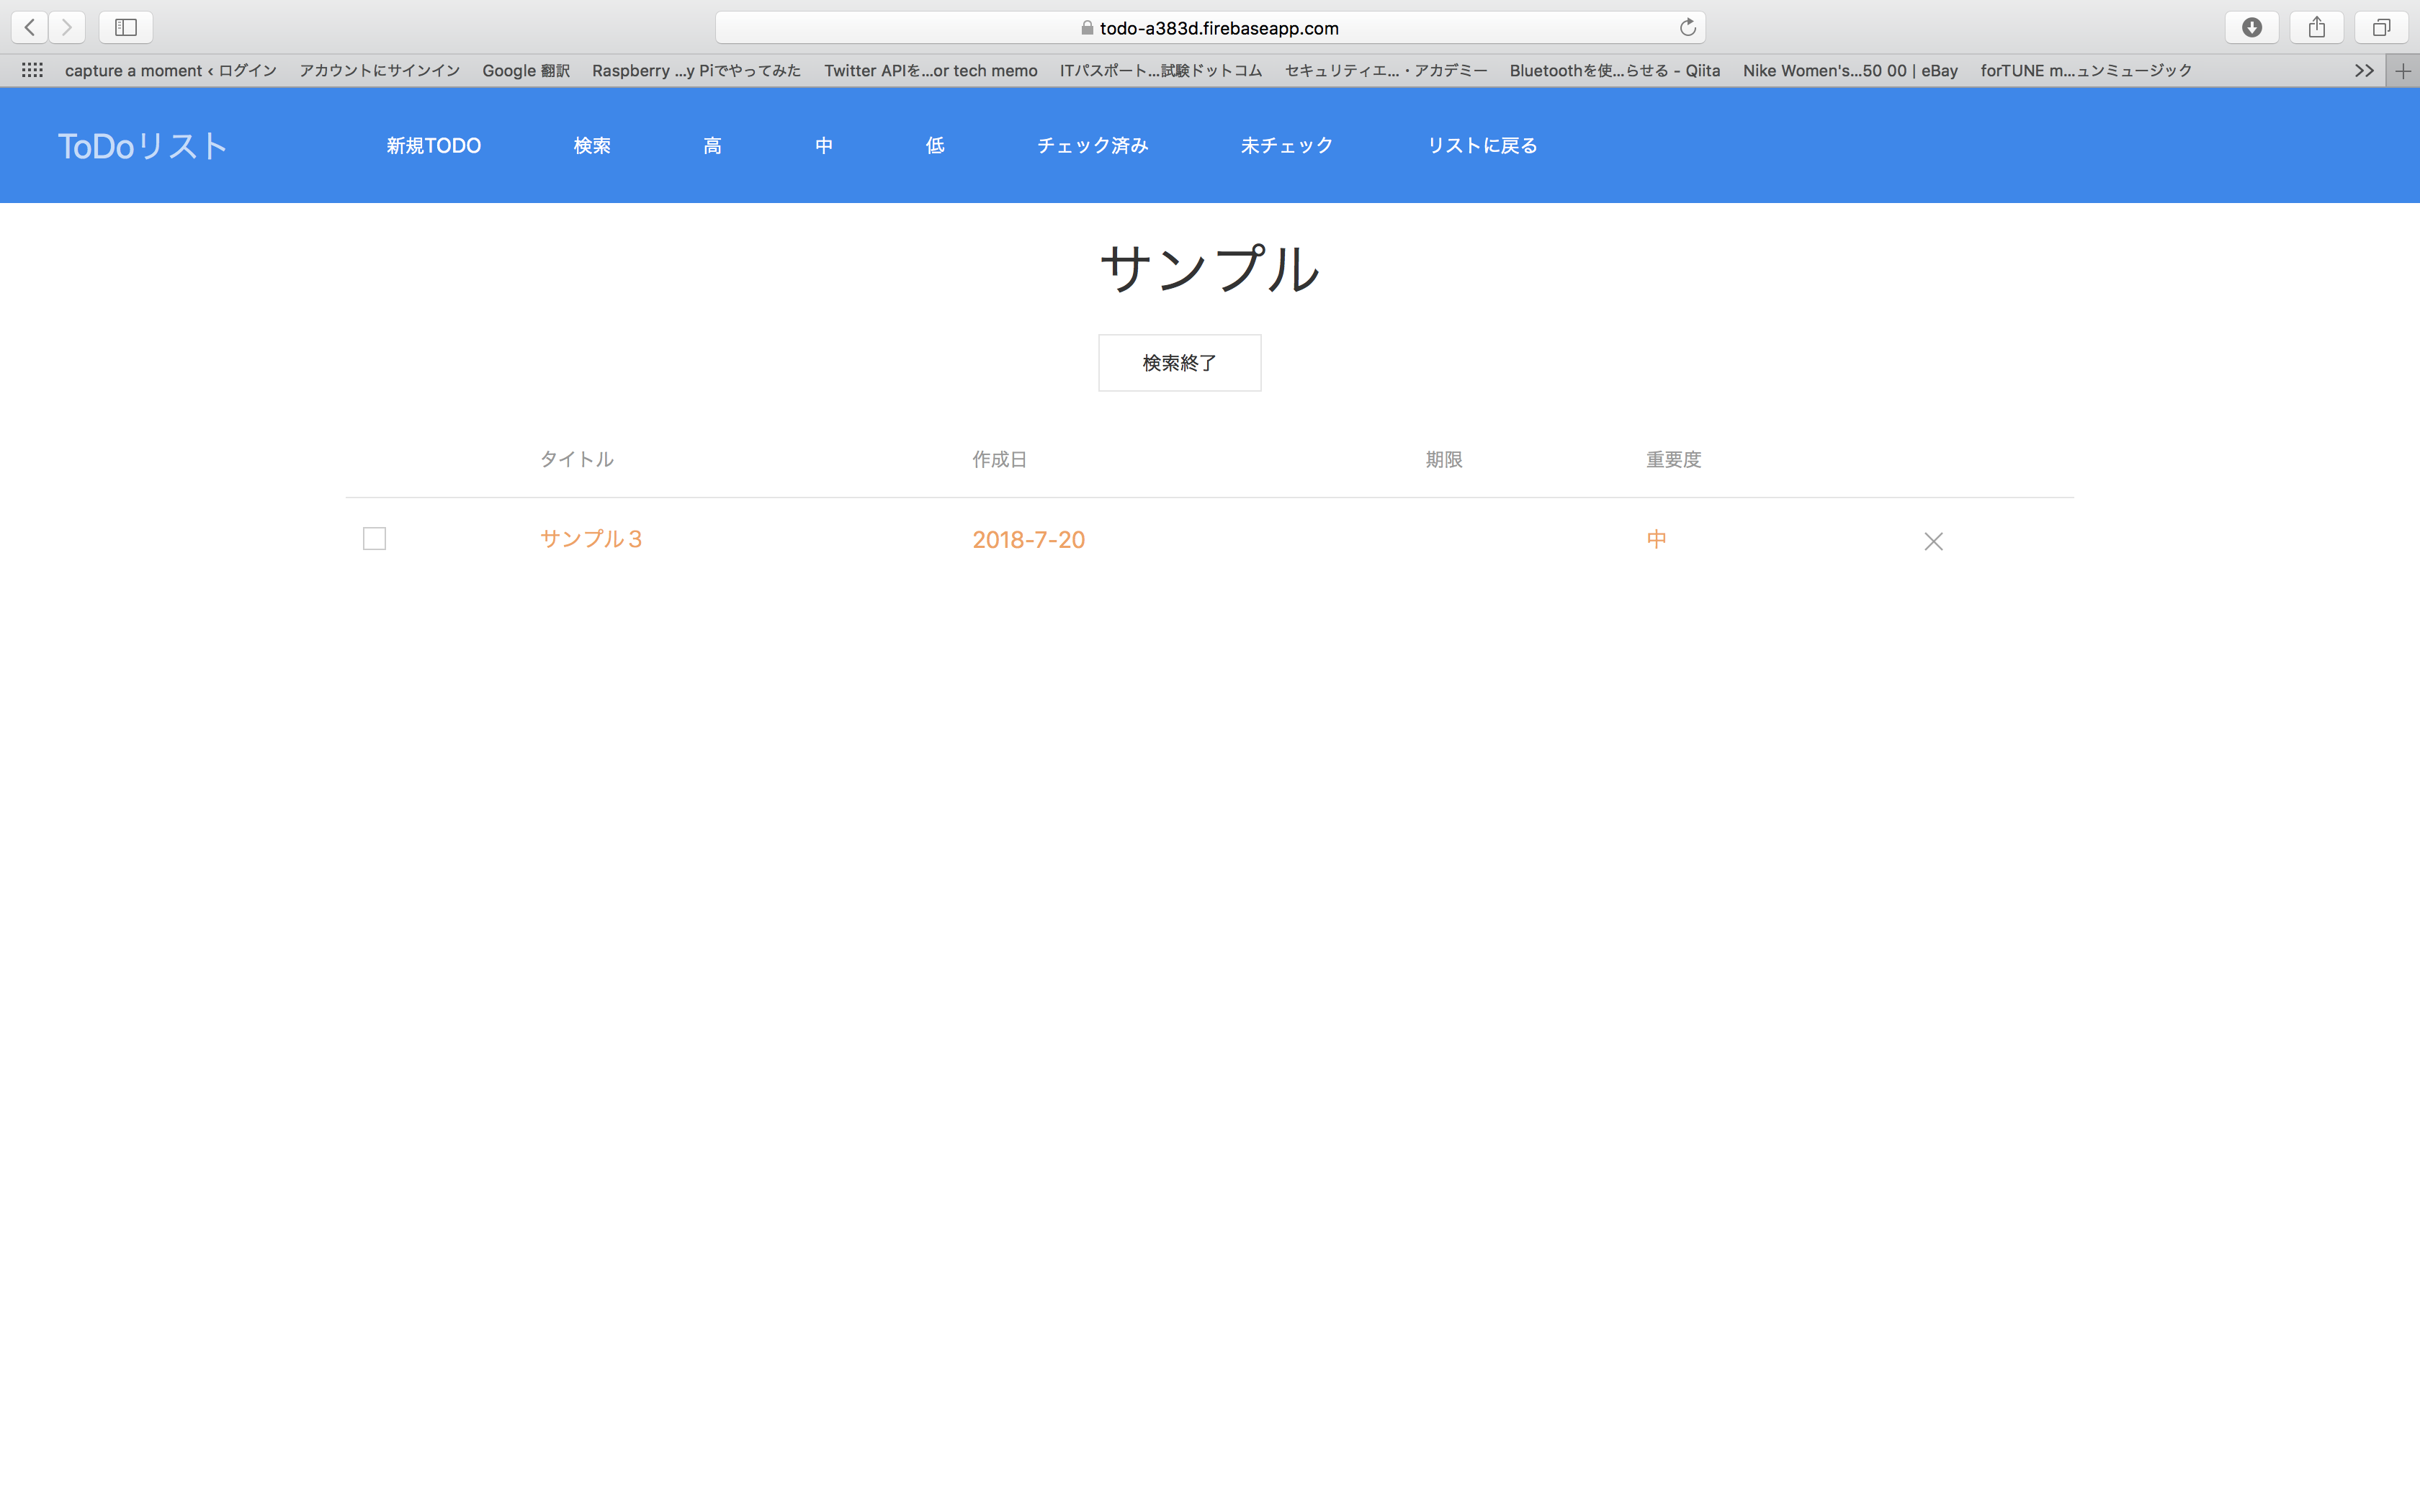 todo-a383d.firebaseapp.com
capture a moment ‹ ログイン アカウントにサインイン Google 翻訳 Raspberry ...y Piでやってみた Twitter APIを...or tech memo ITパスポート...試験ドットコム セキュリティエ...・アカデミー Bluetoothを使...らせる - Qiita Nike Women's...50 00 | eBay forTUNE m...ュンミュージック
ToDoリスト 新規TODO 検索 高 中 低 チェック済み 未チェック リストに戻る
サンプル
検索終了
タイトル 作成日 期限 重要度
サンプル３ 2018-7-20 中